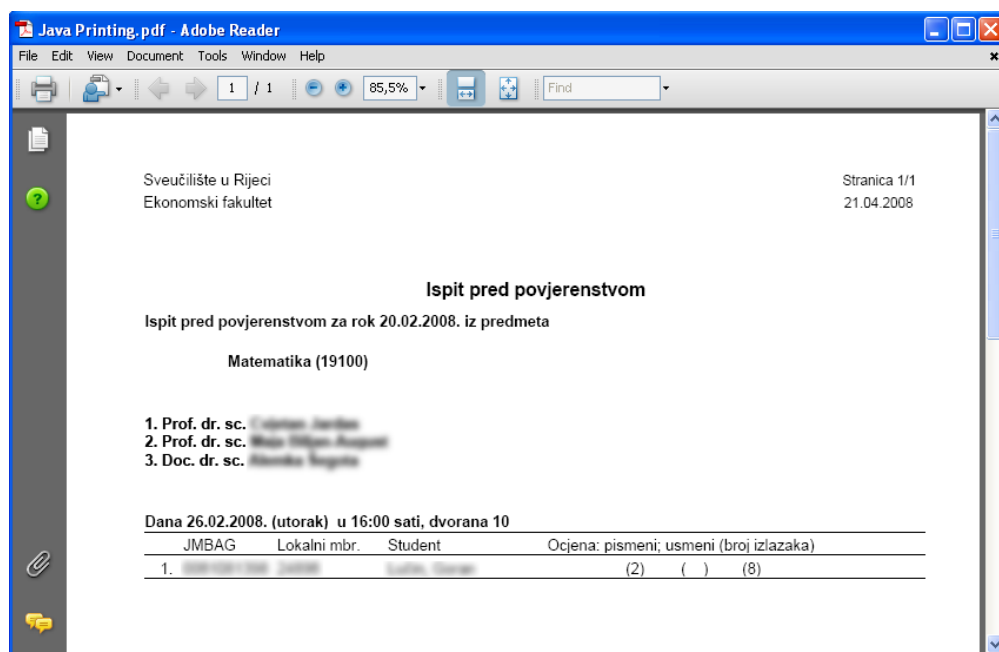 Java Printing.pdf - Adobe Reader
File Edit View Document Tools Window Help
1 / 1 85,5% Find
Sveučilište u Rijeci Stranica 1/1
Ekonomski fakultet 21.04.2008
Ispit pred povjerenstvom
Ispit pred povjerenstvom za rok 20.02.2008. iz predmeta
Matematika (19100)
1. Prof. dr. sc.
2. Prof. dr. sc.
3. Doc. dr. sc.
Dana 26.02.2008. (utorak) u 16:00 sati, dvorana 10
JMBAG Lokalni mbr. Student Ocjena: pismeni; usmeni (broj izlazaka)
1. (2) ( ) (8)